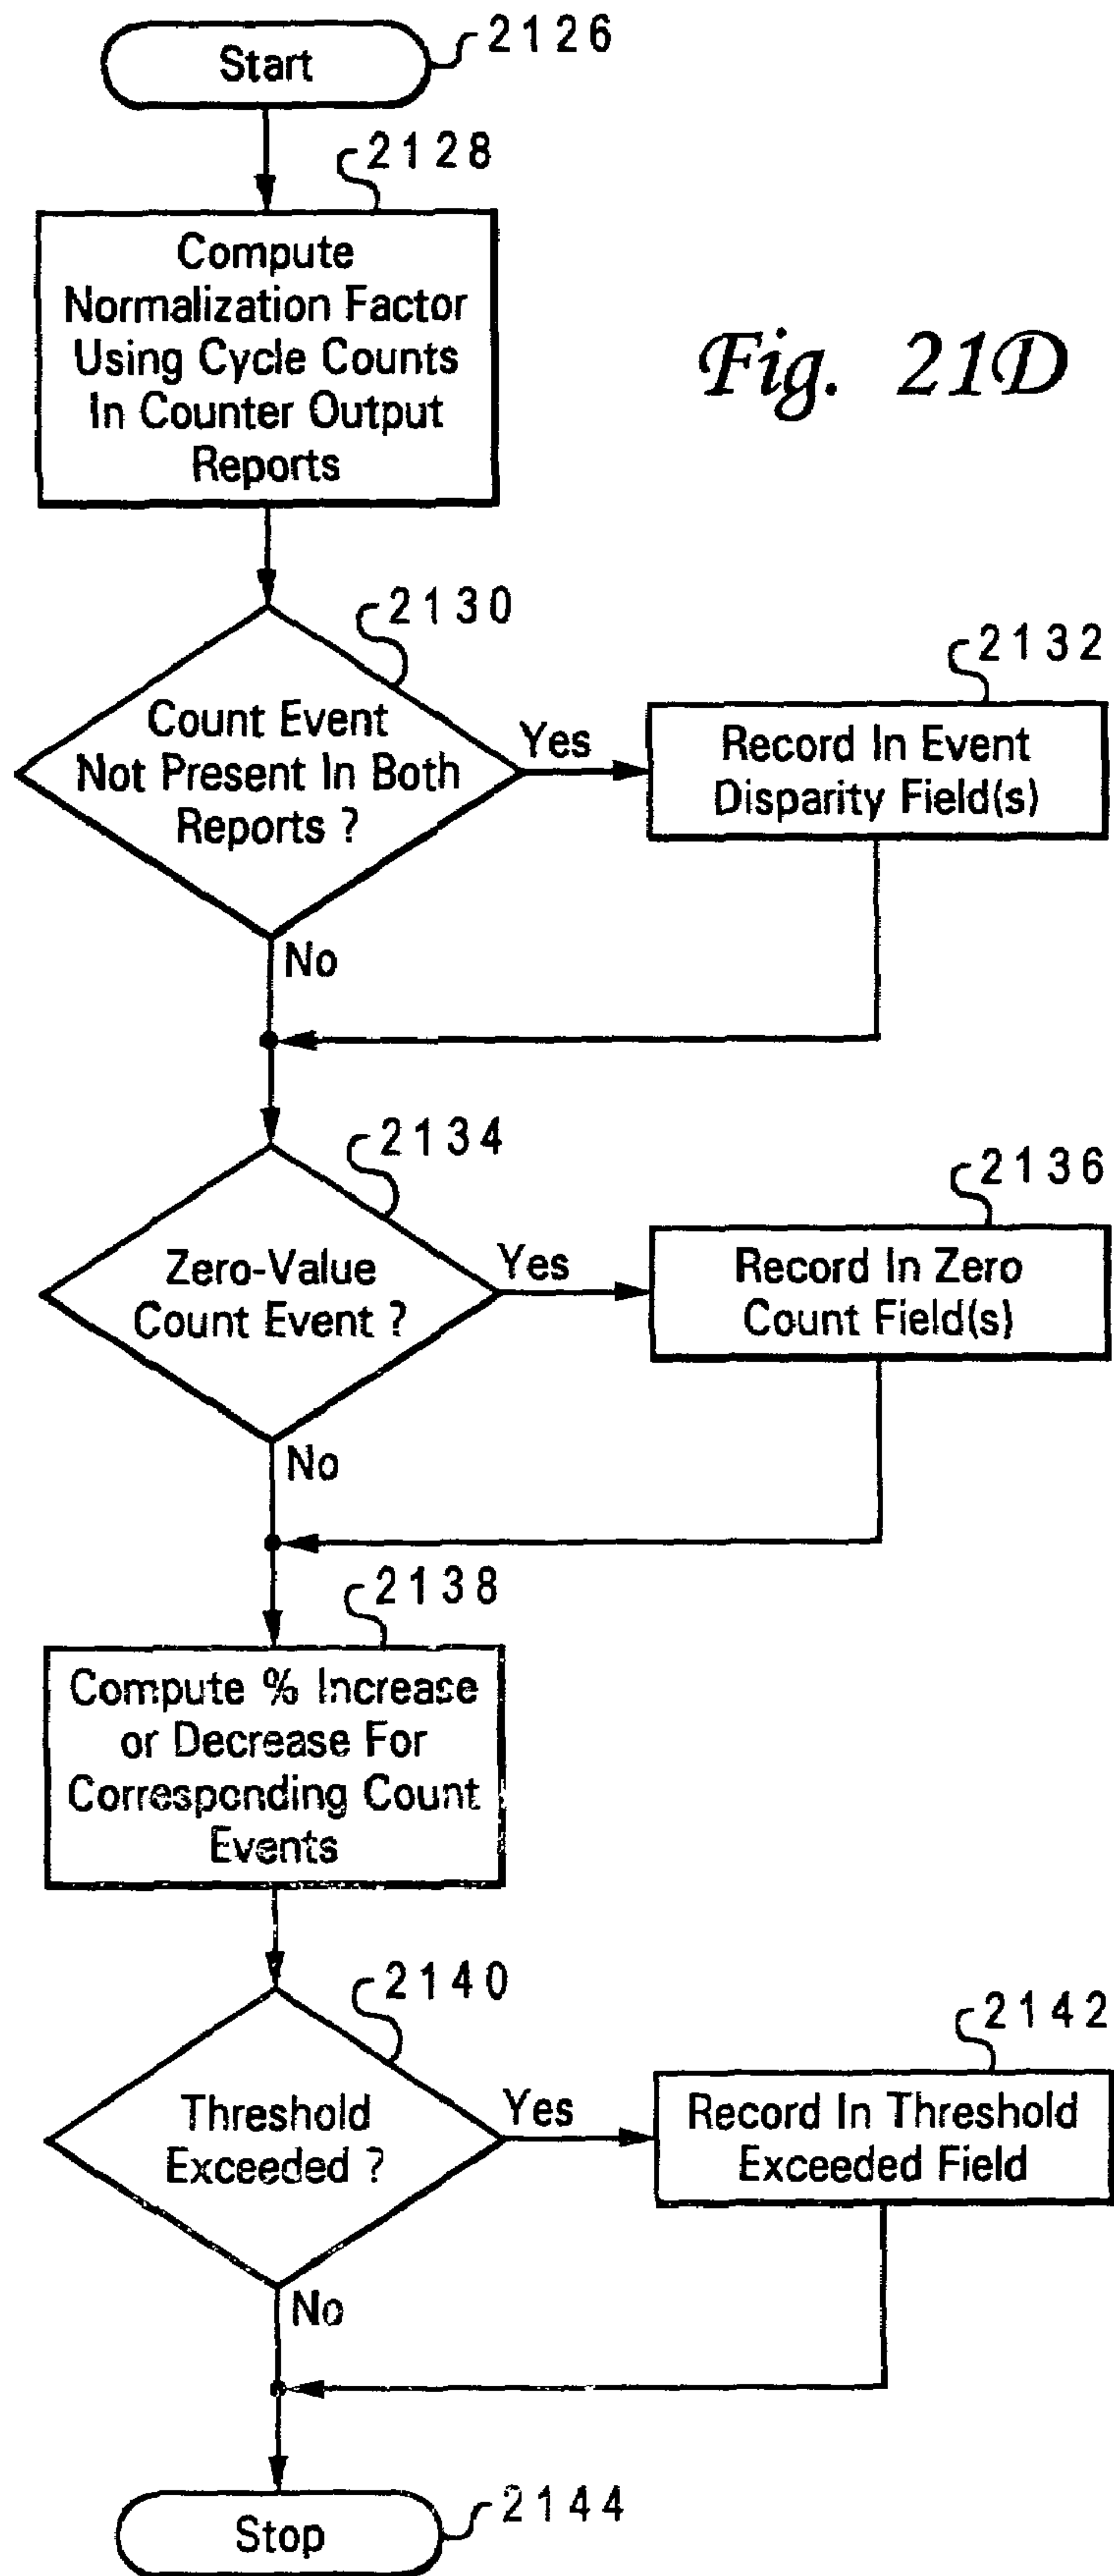 Start
2126
2128
Compute
Normalization Factor
Using Cycle Counts
In Counter Output
Reports
Fig. 21D
2130
Count Event
Not Present In Both
Reports ?
Yes
2132
Record In Event
Disparity Field(s)
No
2134
Zero-Value
Count Event ?
Yes
2136
Record In Zero
Count Field(s)
No
2138
Compute % Increase
or Decrease For
Corresponding Count
Events
2140
Threshold
Exceeded ?
Yes
2142
Record In Threshold
Exceeded Field
No
Stop
2144